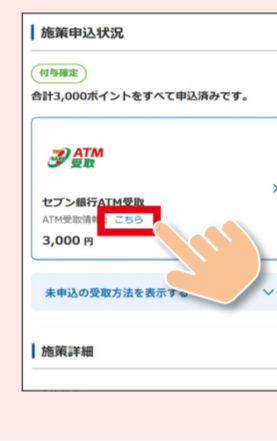 施策申込状況
付与確定
合計3,000ポイントをすべて申込済みです。
ATM
受取
セブン銀行ATM受取
ATM受取情報 : こちら
3,000 円
未申込の受取方法を表示する
施策詳細